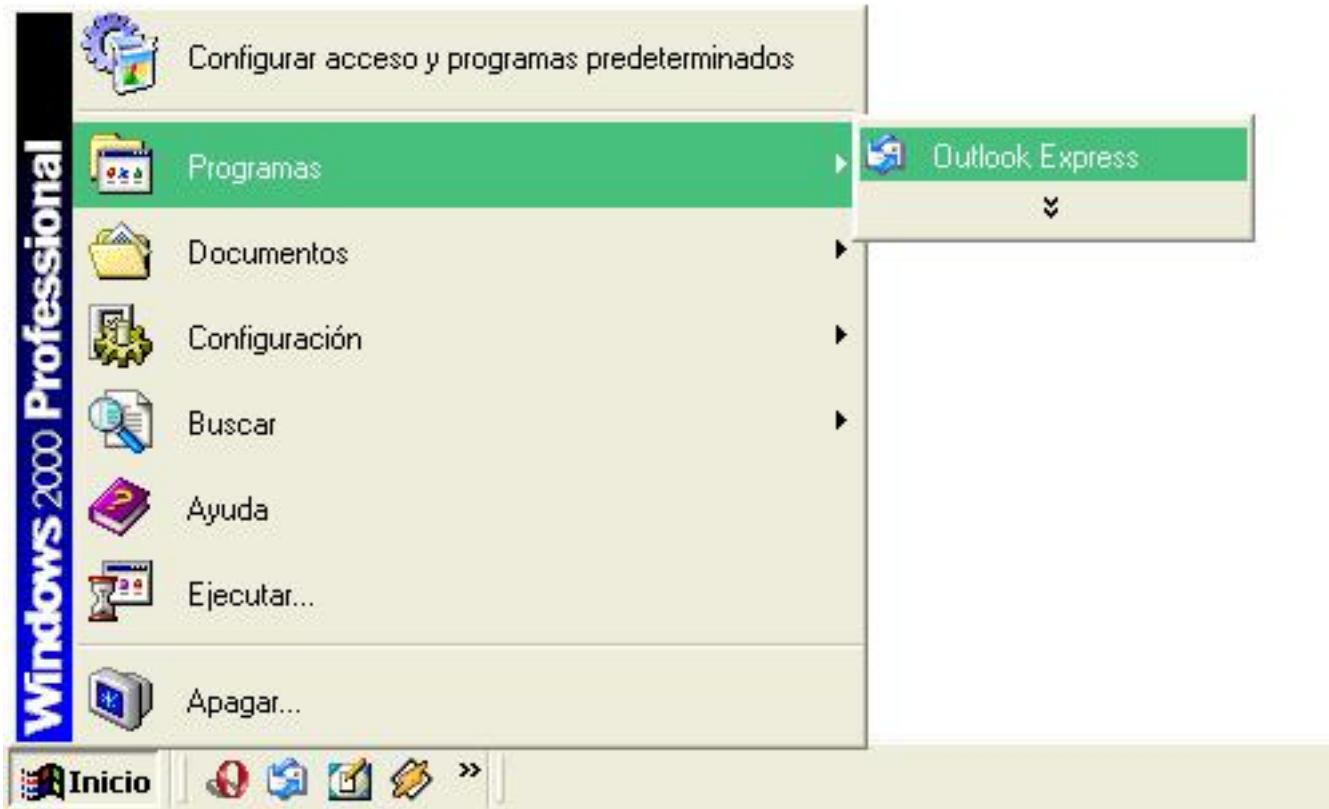 Configurar acceso y programas predeterminados
Programas
Outlook Express
Documentos
Configuración
Buscar
Ayuda
Ejecutar...
Apagar...
Windows 2000 Professional
Inicio